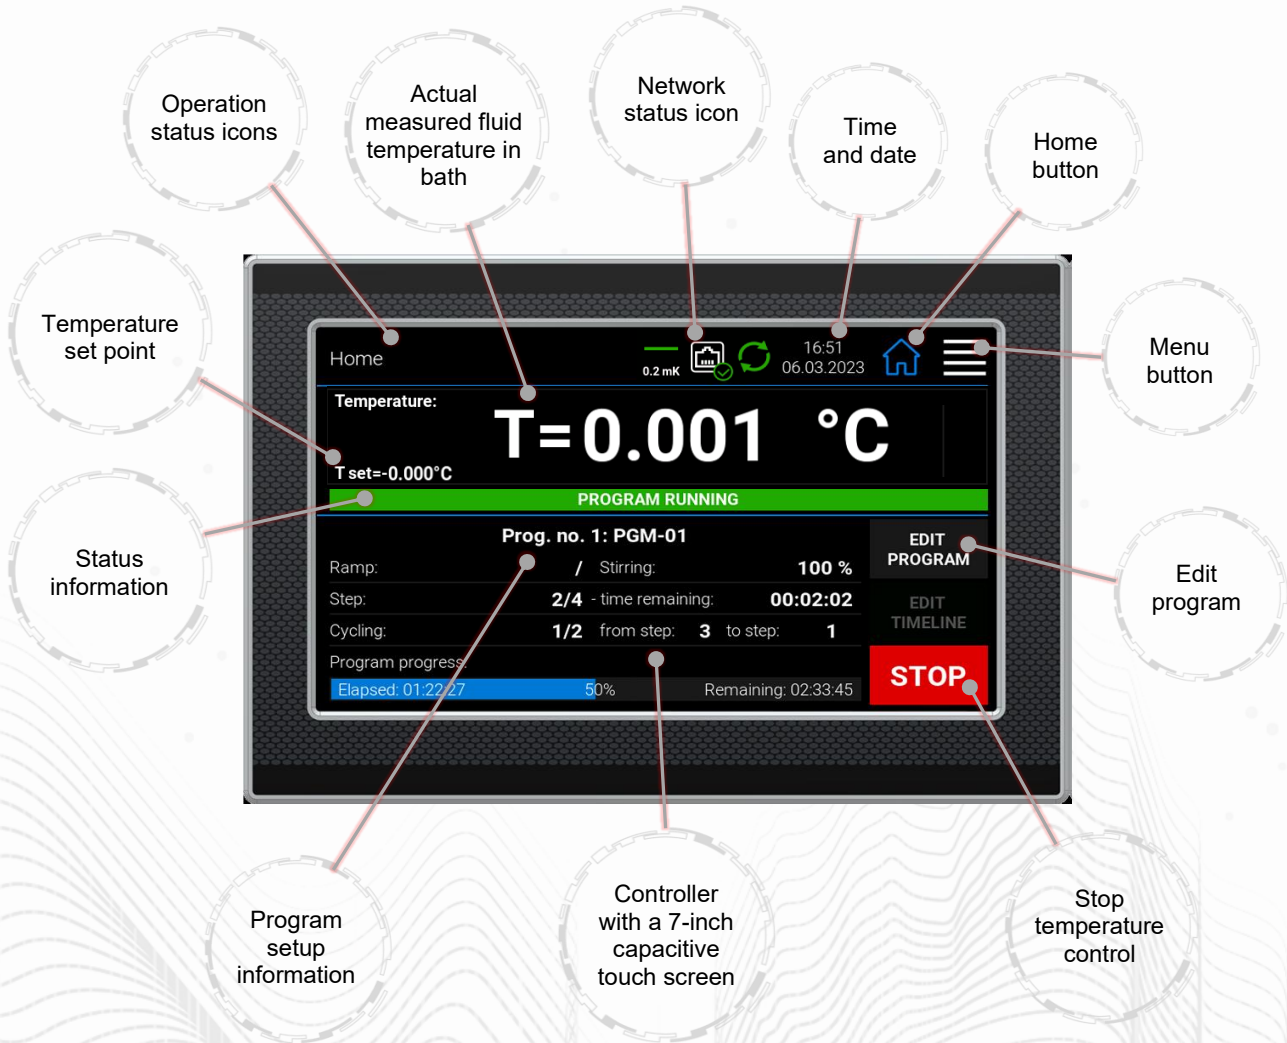 Operation
status icons
Actual
measured fluid
temperature in
bath
Network
status icon
Time
and date
Home
button
Temperature
set point
Menu
button
Status
information
Edit
program
Home
0.2 mK
16:51
06.03.2023
Temperature:
T=0.001 °C
T set=-0.000°C
PROGRAM RUNNING
Prog. no. 1: PGM-01
Ramp: / Stirring: 100 %
Step: 2/4 - time remaining: 00:02:02
Cycling: 1/2 from step: 3 to step: 1
Program progress:
Elapsed: 01:22:27 50% Remaining: 02:33:45
EDIT
PROGRAM
EDIT
TIMELINE
STOP
Program
setup
information
Controller
with a 7-inch
capacitive
touch screen
Stop
temperature
control